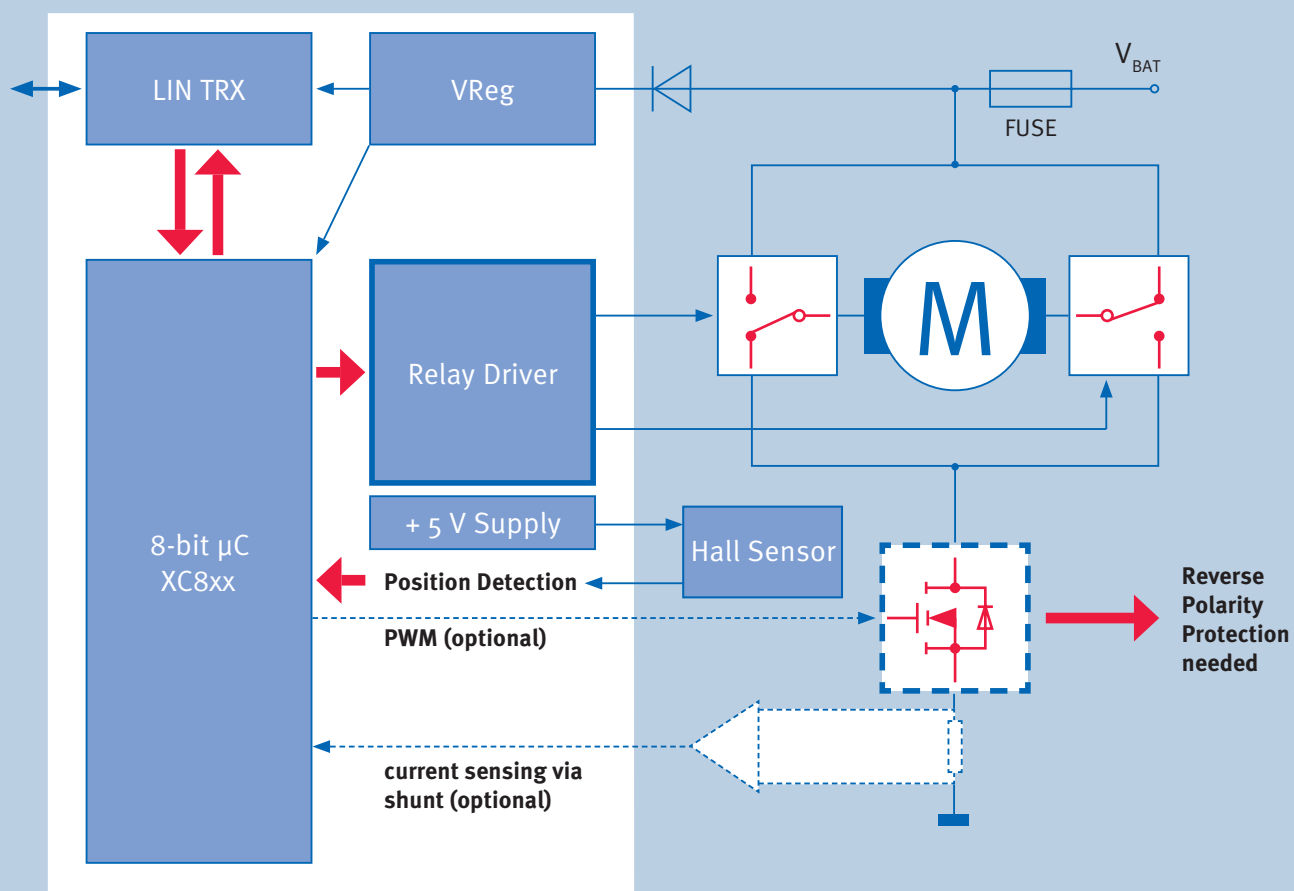 LIN TRX
VReg
V_BAT
FUSE
Relay Driver
M
+ 5 V Supply
Hall Sensor
8-bit µC
XC8xx
Position Detection
PWM (optional)
Reverse
Polarity
Protection
needed
current sensing via
shunt (optional)